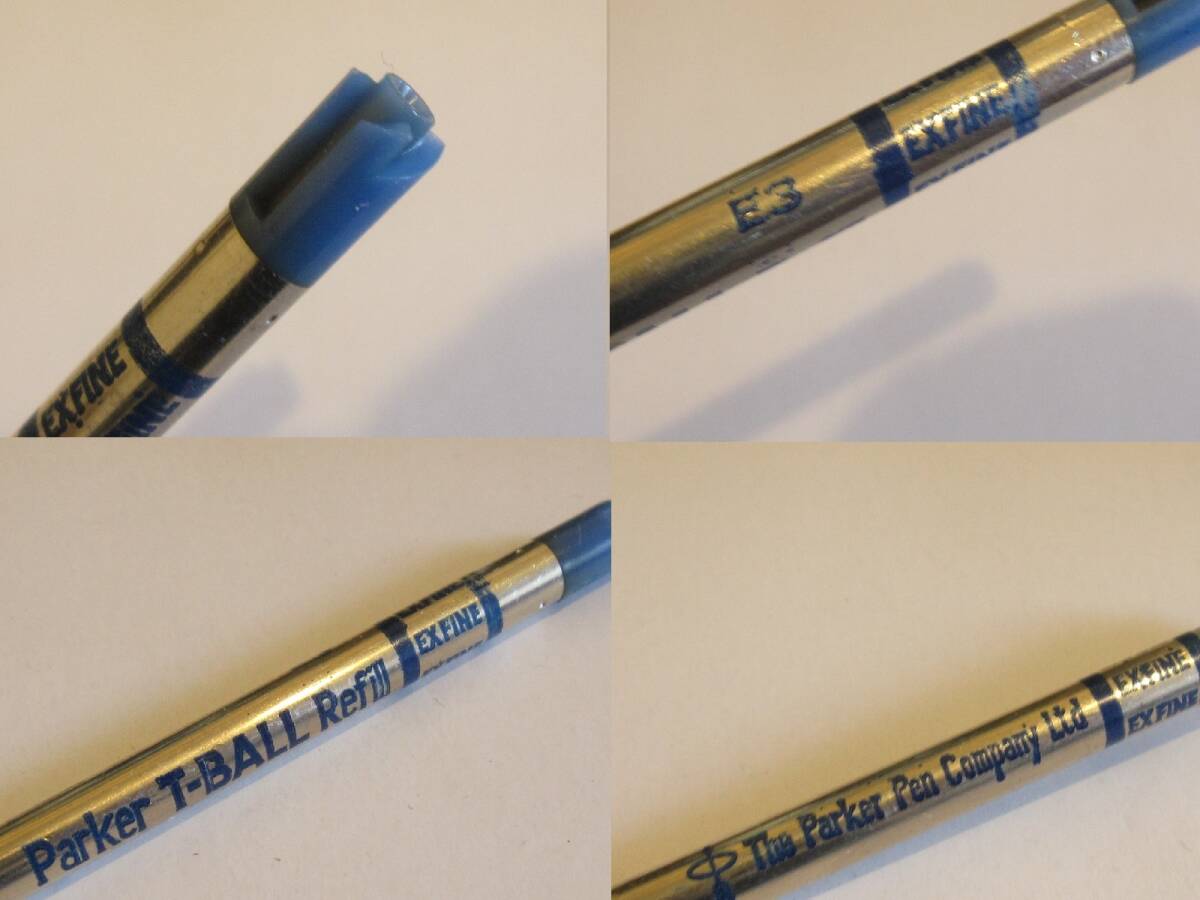 EXFINE
EXFINE
E3
Parker T-BALL Refill
EXFINE
The Parker Pen Company Ltd
EXFINE
EXFINE